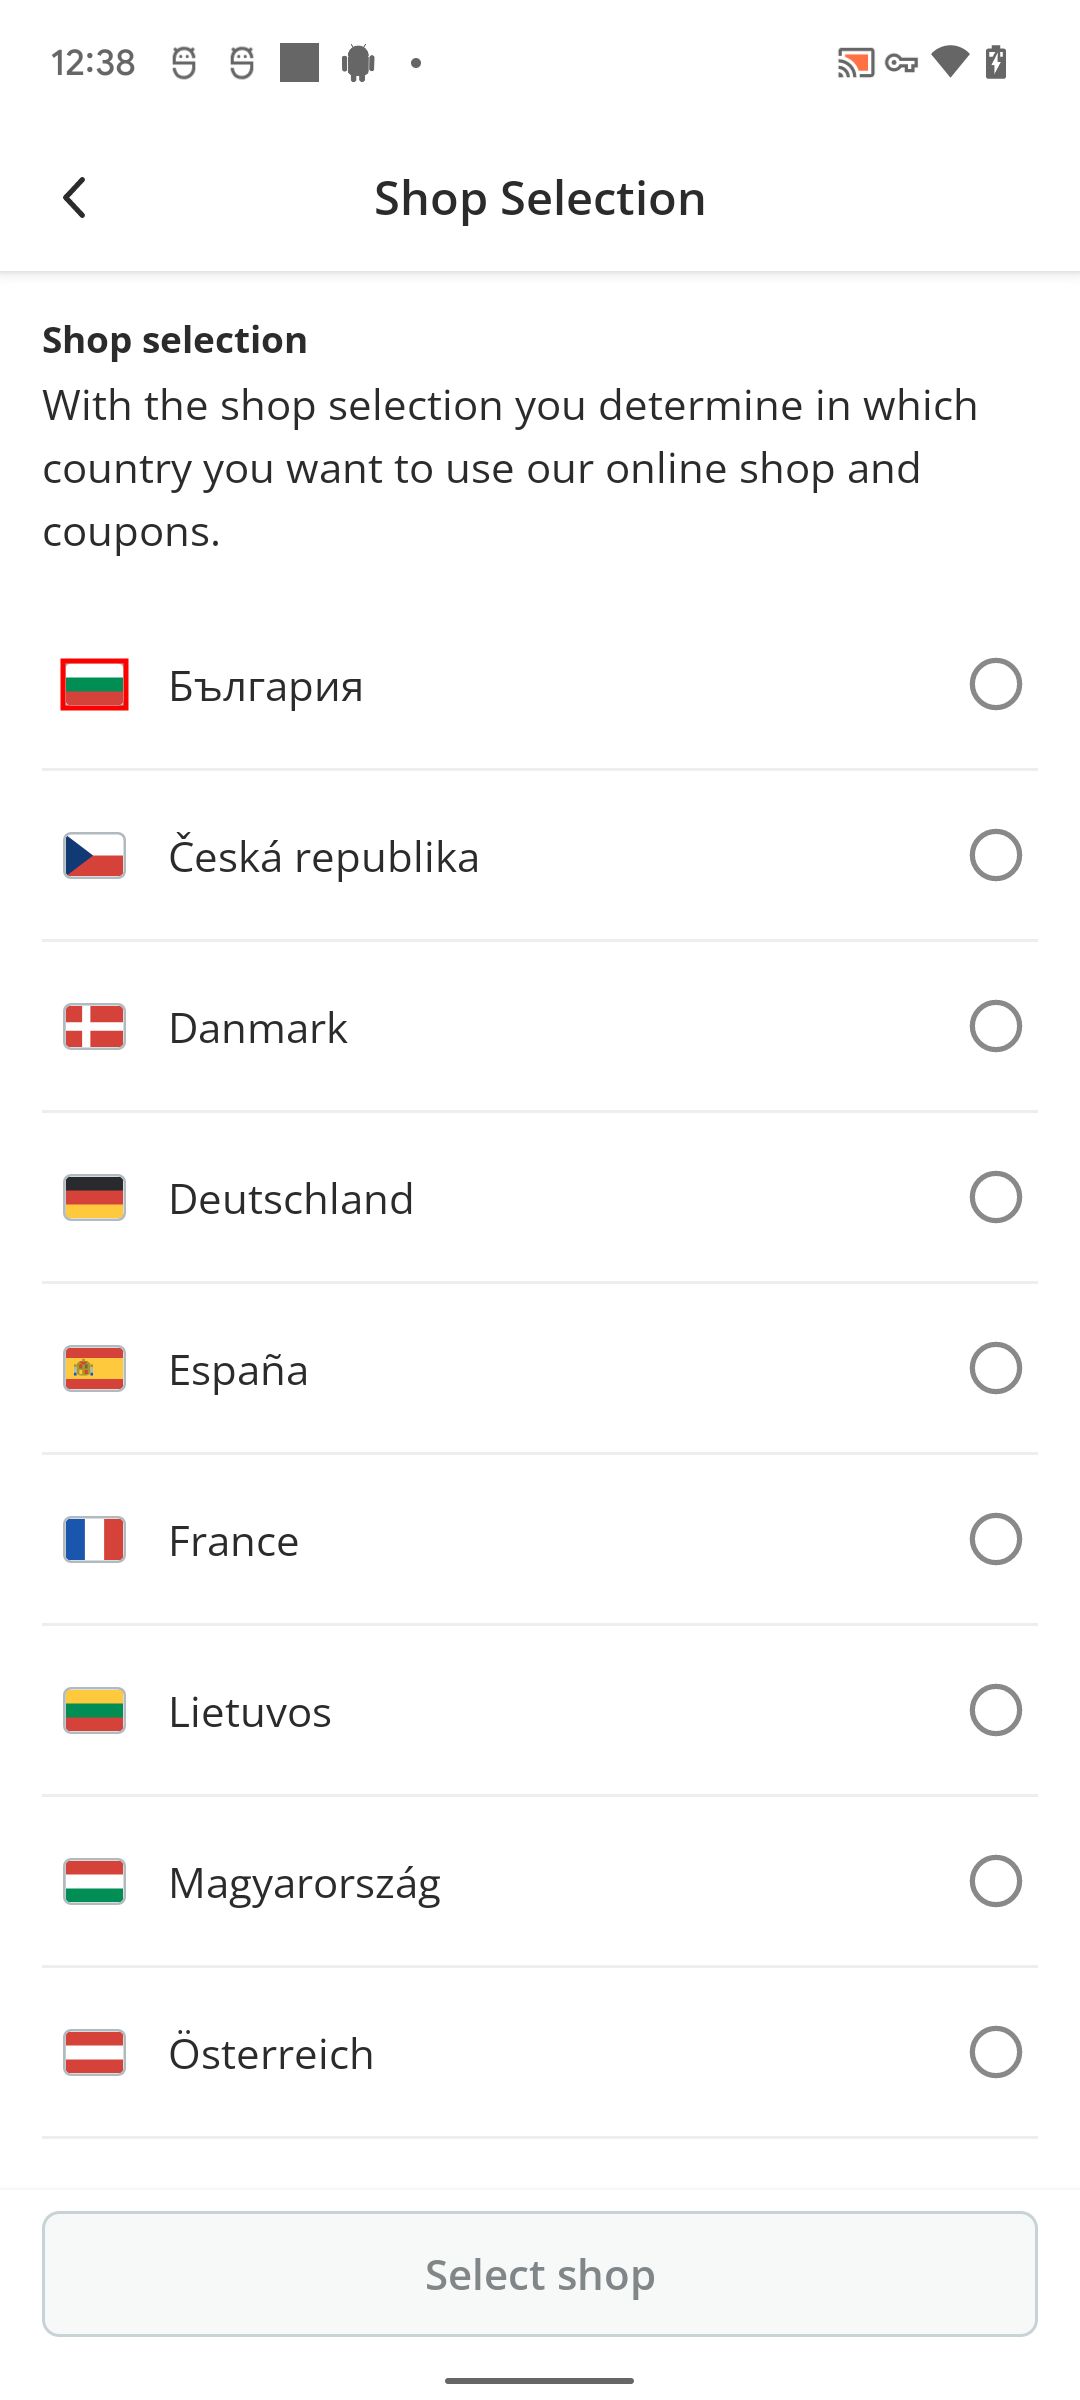 12:38
Shop Selection
Shop selection
With the shop selection you determine in which
country you want to use our online shop and
coupons.
България
Česká republika
Danmark
Deutschland
España
France
Lietuvos
Magyarország
Österreich
Select shop